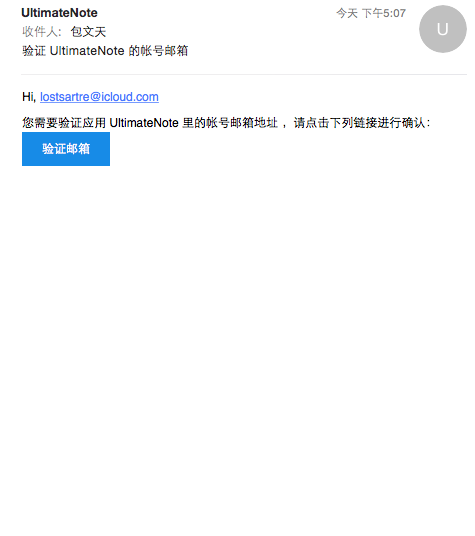 UltimateNote
今天 下午5:07
U
收件人： 包文天
验证 UltimateNote 的帐号邮箱
Hi, lostsartre@icloud.com
您需要验证应用 UltimateNote 里的帐号邮箱地址 ，请点击下列链接进行确认：
验证邮箱